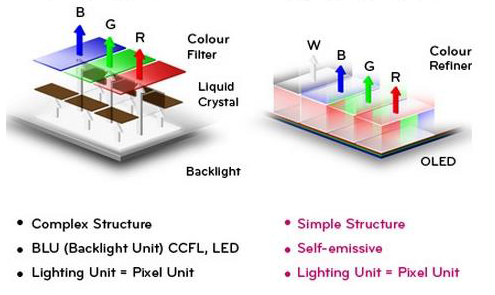 B
G
R
Colour
Filter
Liquid
Crystal
Backlight
• Complex Structure
• BLU (Backlight Unit) CCFL, LED
• Lighting Unit = Pixel Unit
W
B
G
R
Colour
Refiner
OLED
• Simple Structure
• Self-emissive
• Lighting Unit = Pixel Unit